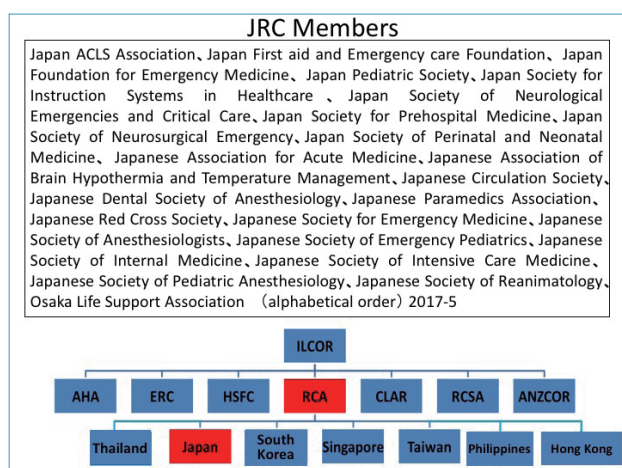 JRC Members
Japan ACLS Association、Japan First aid and Emergency care Foundation、 Japan
Foundation for Emergency Medicine、 Japan Pediatric Society、Japan Society for
Instruction Systems in Healthcare 、 Japan Society of Neurological
Emergencies and Critical Care、Japan Society for Prehospital Medicine、Japan
Society of Neurosurgical Emergency、Japan Society of Perinatal and Neonatal
Medicine、 Japanese Association for Acute Medicine、Japanese Association of
Brain Hypothermia and Temperature Management、Japanese Circulation Society、
Japanese Dental Society of Anesthesiology、Japanese Paramedics Association、
Japanese Red Cross Society、Japanese Society for Emergency Medicine、Japanese
Society of Anesthesiologists、Japanese Society of Emergency Pediatrics、Japanese
Society of Internal Medicine、Japanese Society of Intensive Care Medicine、
Japanese Society of Pediatric Anesthesiology、Japanese Society of Reanimatology、
Osaka Life Support Association （alphabetical order）2017-5
ILCOR
AHA ERC HSFC RCA CLAR RCSA ANZCOR
Thailand Japan South Korea Singapore Taiwan Philippines Hong Kong